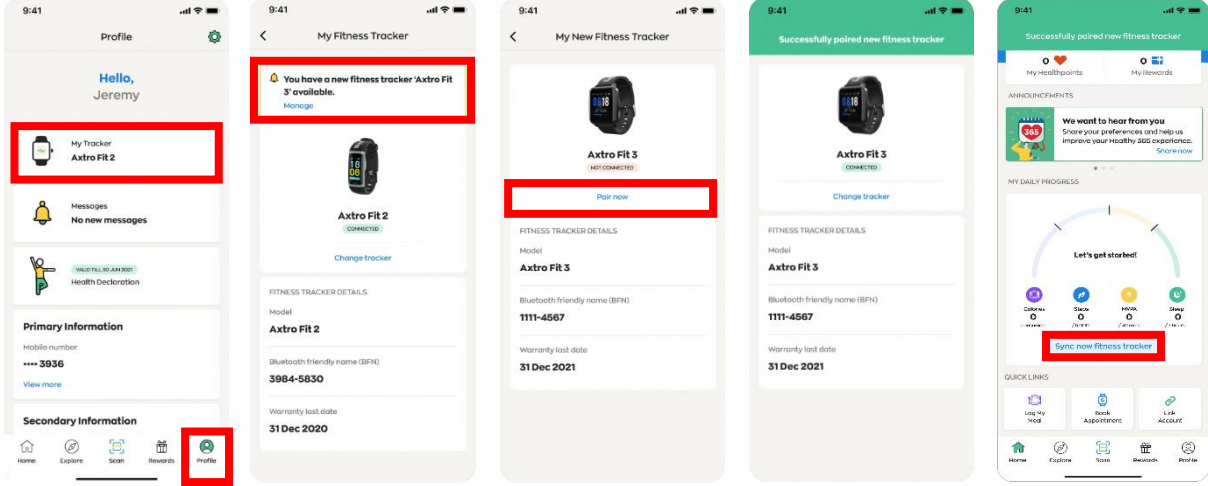 9:41
Profile
Hello,
Jeremy
My Tracker
Axtro Fit 2
Messages
No new messages
VALID TILL 30 JUN 2021
Health Declaration
Primary Information
Mobile number
•••• 3936
View more
Secondary Information
Home Explore Scan Rewards Profile
9:41
My Fitness Tracker
You have a new fitness tracker 'Axtro Fit
3' available.
Manage
18
08
Axtro Fit 2
CONNECTED
Change tracker
FITNESS TRACKER DETAILS
Model
Axtro Fit 2
Bluetooth friendly name (BFN)
3984-5830
Warranty last date
31 Dec 2020
9:41
My New Fitness Tracker
Axtro Fit 3
NOT CONNECTED
Pair now
FITNESS TRACKER DETAILS
Model
Axtro Fit 3
Bluetooth friendly name (BFN)
1111-4567
Warranty last date
31 Dec 2021
9:41
Successfully paired new fitness tracker
Axtro Fit 3
CONNECTED
Change tracker
FITNESS TRACKER DETAILS
Model
Axtro Fit 3
Bluetooth friendly name (BFN)
1111-4567
Warranty last date
31 Dec 2021
9:41
Successfully paired new fitness tracker
0 0
My Healthpoints My Rewards
ANNOUNCEMENTS
365
We want to hear from you
Share your preferences and help us
improve your Healthy 365 experience.
Share now
MY DAILY PROGRESS
Let's get started!
Calories Steps MVPA Sleep
0 0 0 0
Sync new fitness tracker
QUICK LINKS
Log My Meal
Book Appointment
Link Account
Home Explore Scan Rewards Profile